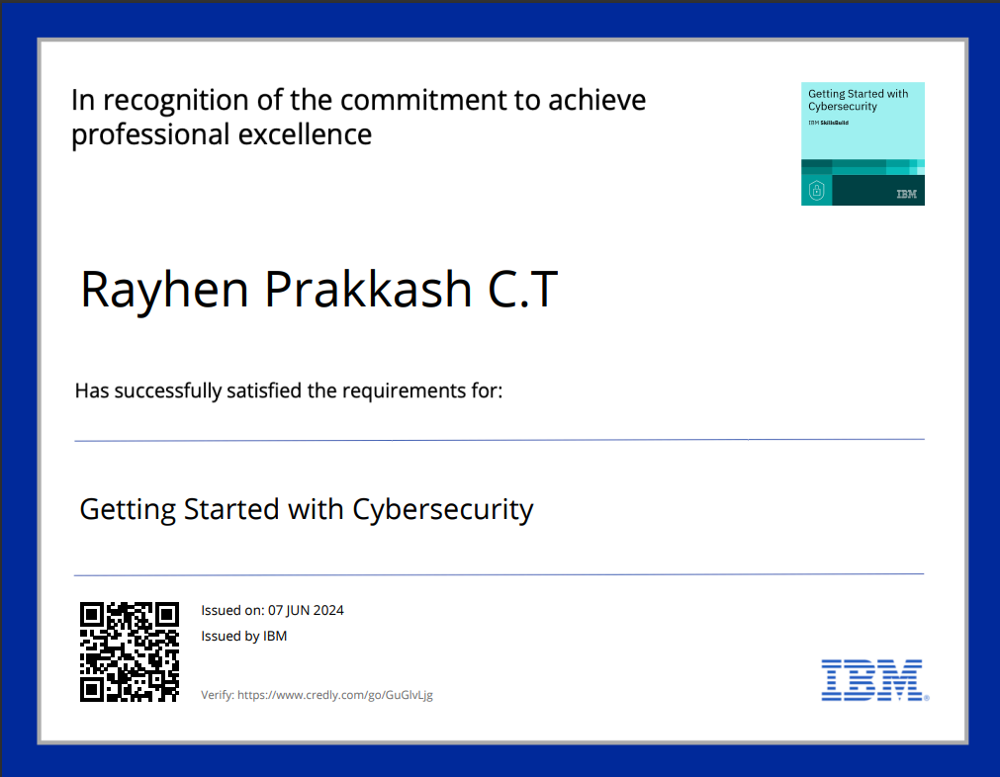 In recognition of the commitment to achieve
professional excellence
Getting Started with
Cybersecurity
IBM SkillsBuild
IBM
Rayhen Prakkash C.T
Has successfully satisfied the requirements for:
Getting Started with Cybersecurity
Issued on: 07 JUN 2024
Issued by IBM
Verify: https://www.credly.com/go/GuGlvLjg
IBM®